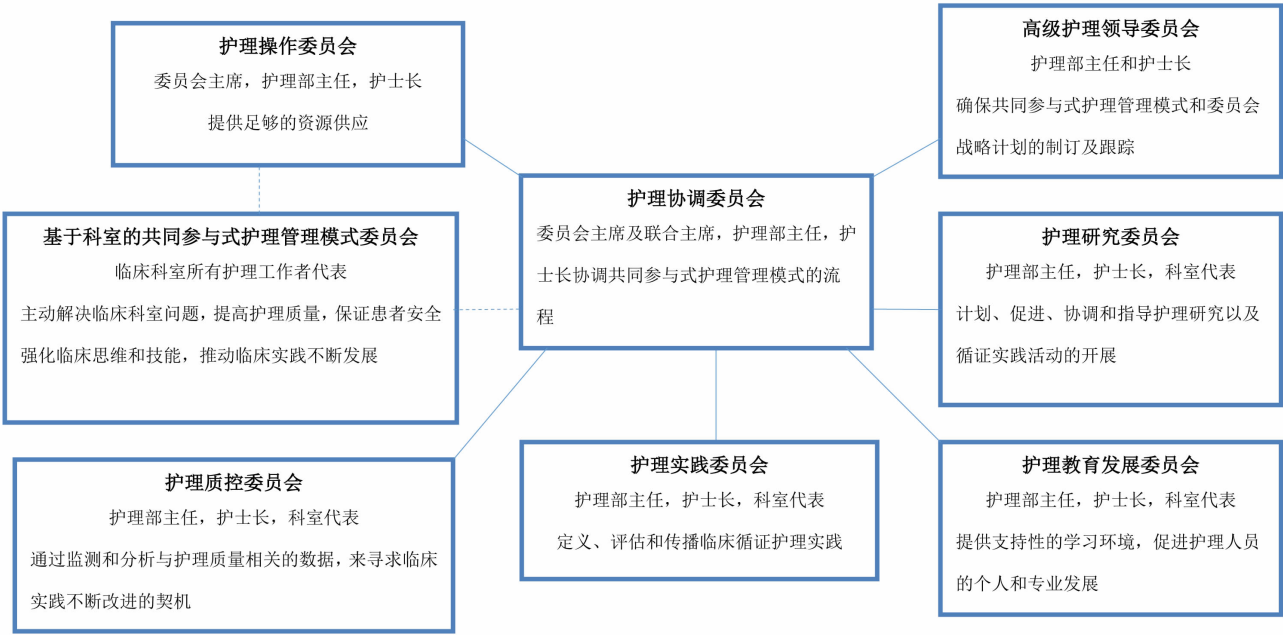 护理操作委员会
委员会主席，护理部主任，护士长
提供足够的资源供应
高级护理领导委员会
护理部主任和护士长
确保共同参与式护理管理模式和委员会
战略计划的制订及跟踪
护理协调委员会
委员会主席及联合主席，护理部主任，护
士长协调共同参与式护理管理模式的流
程
基于科室的共同参与式护理管理模式委员会
临床科室所有护理工作者代表
主动解决临床科室问题，提高护理质量，保证患者安全
强化临床思维和技能，推动临床实践不断发展
护理研究委员会
护理部主任，护士长，科室代表
计划、促进、协调和指导护理研究以及
循证实践活动的开展
护理质控委员会
护理部主任，护士长，科室代表
通过监测和分析与护理质量相关的数据，来寻求临床
实践不断改进的契机
护理实践委员会
护理部主任，护士长，科室代表
定义、评估和传播临床循证护理实践
护理教育发展委员会
护理部主任，护士长，科室代表
提供支持性的学习环境，促进护理人员
的个人和专业发展